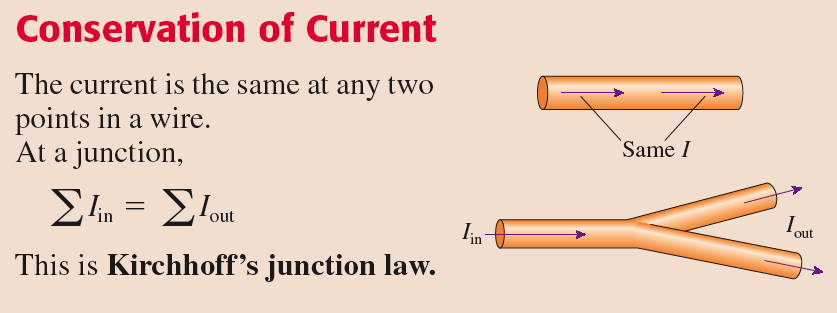 Conservation of Current
The current is the same at any two
points in a wire.
At a junction,
∑I_in = ∑I_out
This is Kirchhoff’s junction law.
Same I
I_in
I_out